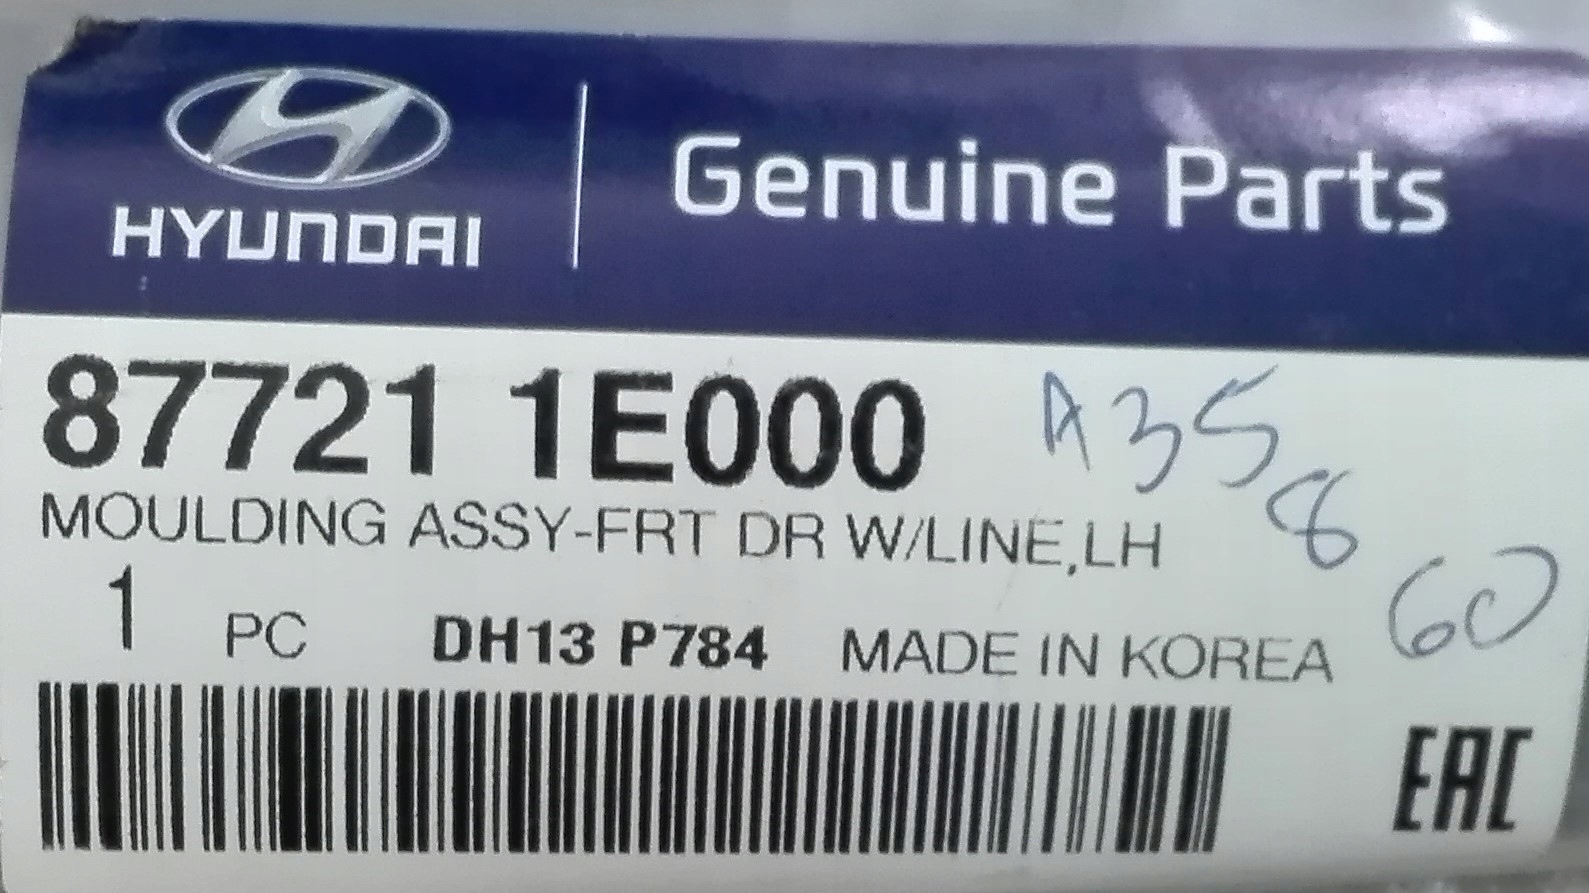 HYUNDAI
Genuine Parts
87721 1E000
A35
8
60
MOULDING ASSY-FRT DR W/LINE,LH
1 PC DH13 P784 MADE IN KOREA
EAC